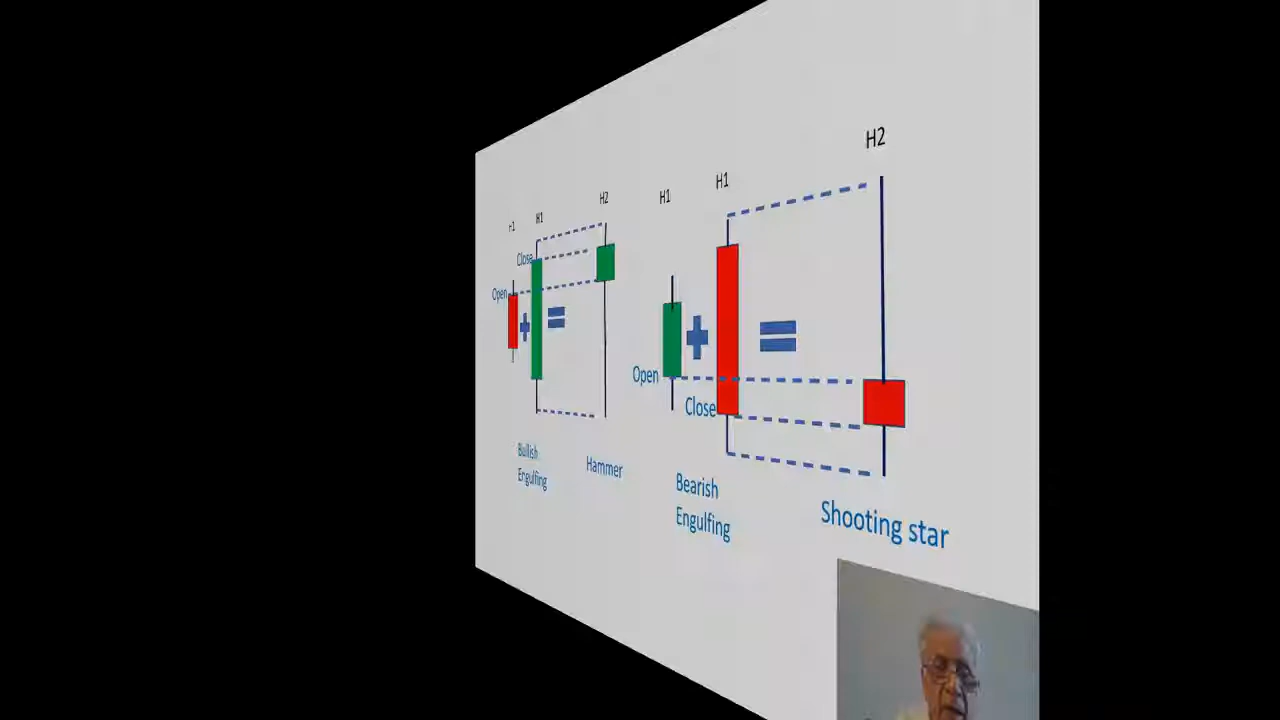 H1
H2
H1
H1
H2
Close
Open
Open
Close
Bullish
Engulfing
Hammer
Bearish
Engulfing
Shooting star